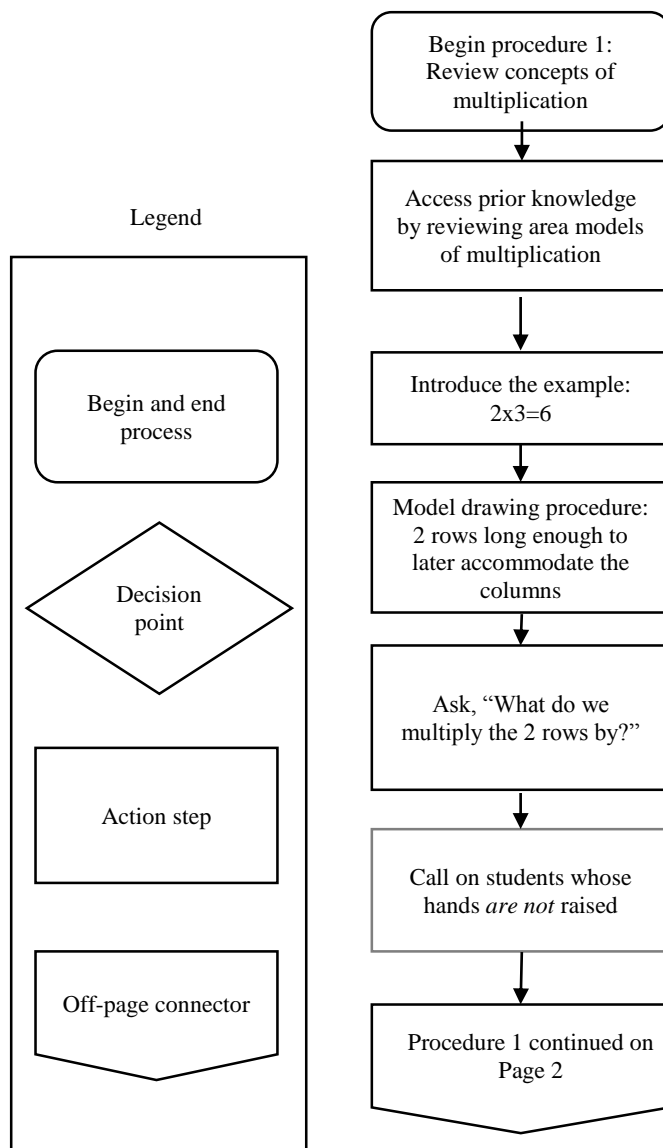 Legend
Begin and end
process
Decision
point
Action step
Off-page connector
Begin procedure 1:
Review concepts of
multiplication
Access prior knowledge
by reviewing area models
of multiplication
Introduce the example:
2x3=6
Model drawing procedure:
2 rows long enough to
later accommodate the
columns
Ask, “What do we
multiply the 2 rows by?”
Call on students whose
hands are not raised
Procedure 1 continued on
Page 2